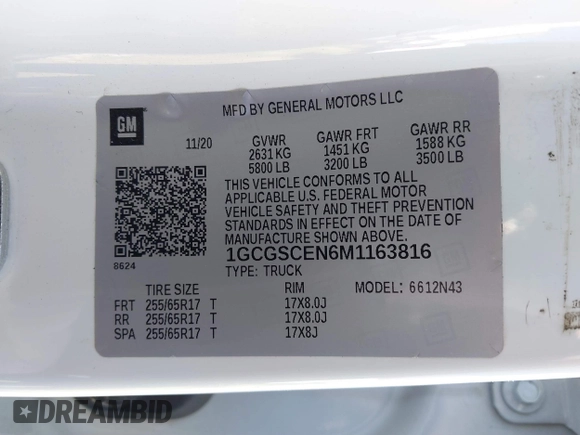 MFD BY GENERAL MOTORS LLC
GM
11/20 GVWR GAWR FRT GAWR RR
2631 KG 1451 KG 1588 KG
5800 LB 3200 LB 3500 LB
THIS VEHICLE CONFORMS TO ALL
APPLICABLE U.S. FEDERAL MOTOR
VEHICLE SAFETY AND THEFT PREVENTION
STANDARDS IN EFFECT ON THE DATE OF
MANUFACTURE SHOWN ABOVE.
8624
1GCGSCEN6M1163816
TYPE: TRUCK
TIRE SIZE RIM MODEL: 6612N43
FRT 255/65R17 T 17X8.0J
RR 255/65R17 T 17X8.0J
SPA 255/65R17 T 17X8J
DREAMBID